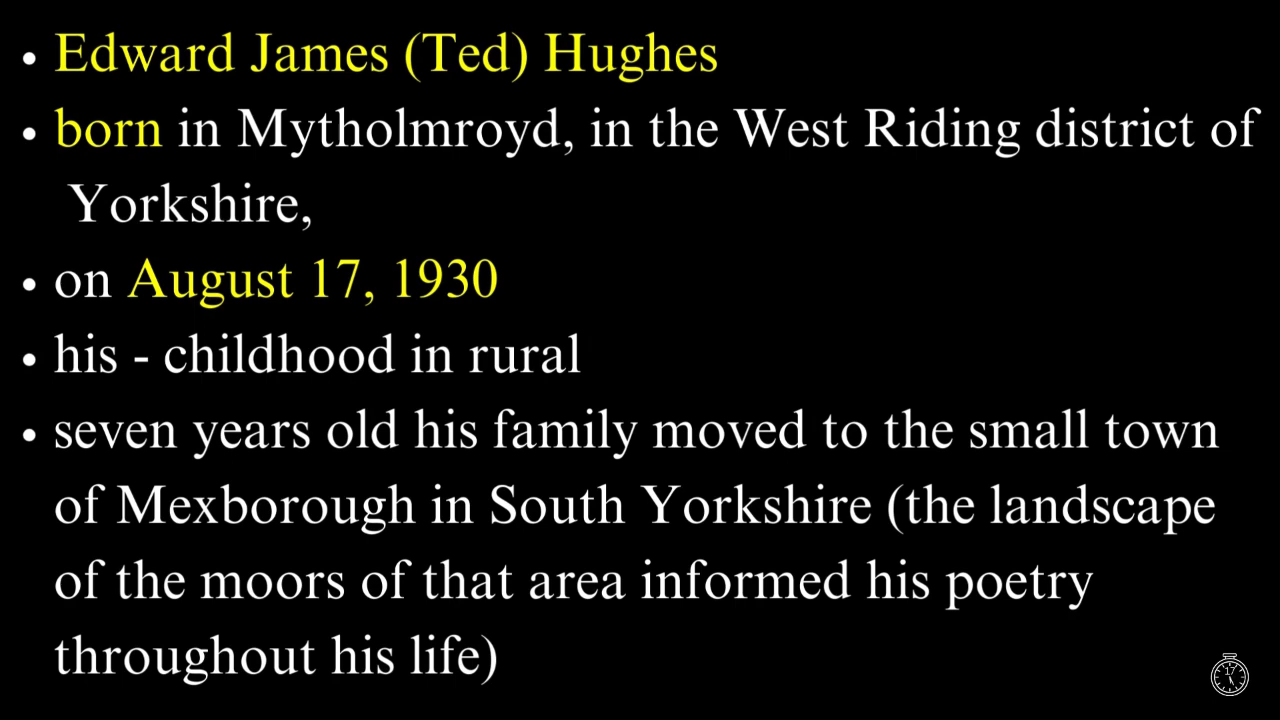 • Edward James (Ted) Hughes
• born in Mytholmroyd, in the West Riding district of
Yorkshire,
• on August 17, 1930
• his - childhood in rural
• seven years old his family moved to the small town
of Mexborough in South Yorkshire (the landscape
of the moors of that area informed his poetry
throughout his life)
17